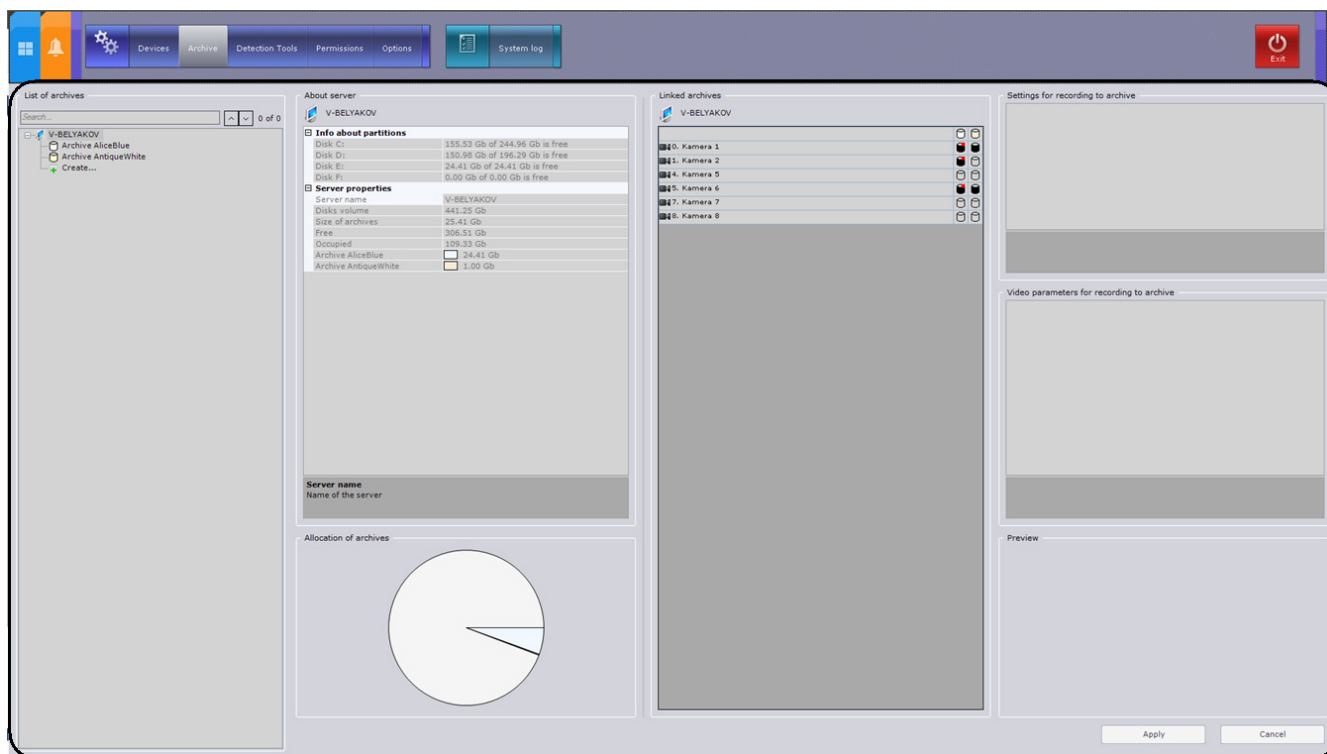 Devices
Archive
Detection Tools
Permissions
Options
System log
Exit
List of archives
Search...
0 of 0
V-BELYAKOV
Archive AliceBlue
Archive AntiqueWhite
Create...
About server
V-BELYAKOV
Info about partitions
Disk C: 155.53 Gb of 244.96 Gb is free
Disk D: 150.98 Gb of 196.29 Gb is free
Disk E: 24.41 Gb of 24.41 Gb is free
Disk F: 0.00 Gb of 0.00 Gb is free
Server properties
Server name V-BELYAKOV
Disks volume 441.25 Gb
Size of archives 25.41 Gb
Free 306.51 Gb
Occupied 109.33 Gb
Archive AliceBlue 24.41 Gb
Archive AntiqueWhite 1.00 Gb
Server name
Name of the server
Allocation of archives
Linked archives
V-BELYAKOV
0. Kamera 1
1. Kamera 2
4. Kamera 5
5. Kamera 6
7. Kamera 7
8. Kamera 8
Settings for recording to archive
Video parameters for recording to archive
Preview
Apply
Cancel